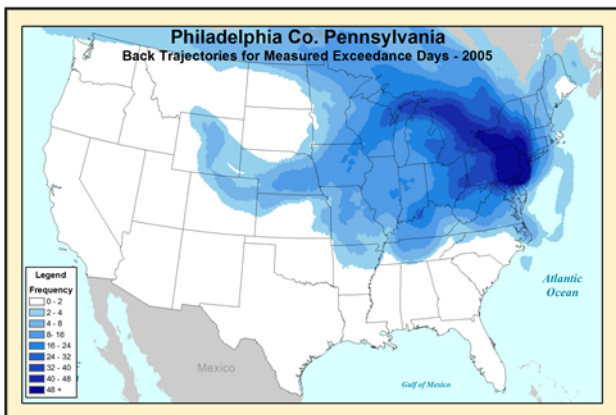 Philadelphia Co. Pennsylvania
Back Trajectories for Measured Exceedance Days - 2005
Legend
Frequency
0 - 2
2 - 4
4 - 8
8 - 16
16 - 24
24 - 32
32 - 40
40 - 48
48 +
Atlantic
Ocean
Mexico
Gulf of Mexico